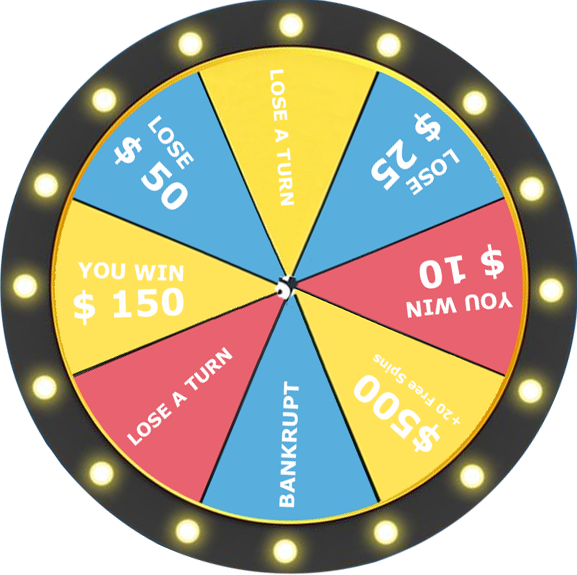 LOSE A TURN
LOSE
$ 25
YOU WIN
$ 10
$500
+20 Free Spins
BANKRUPT
LOSE A TURN
YOU WIN
$ 150
LOSE
$ 50